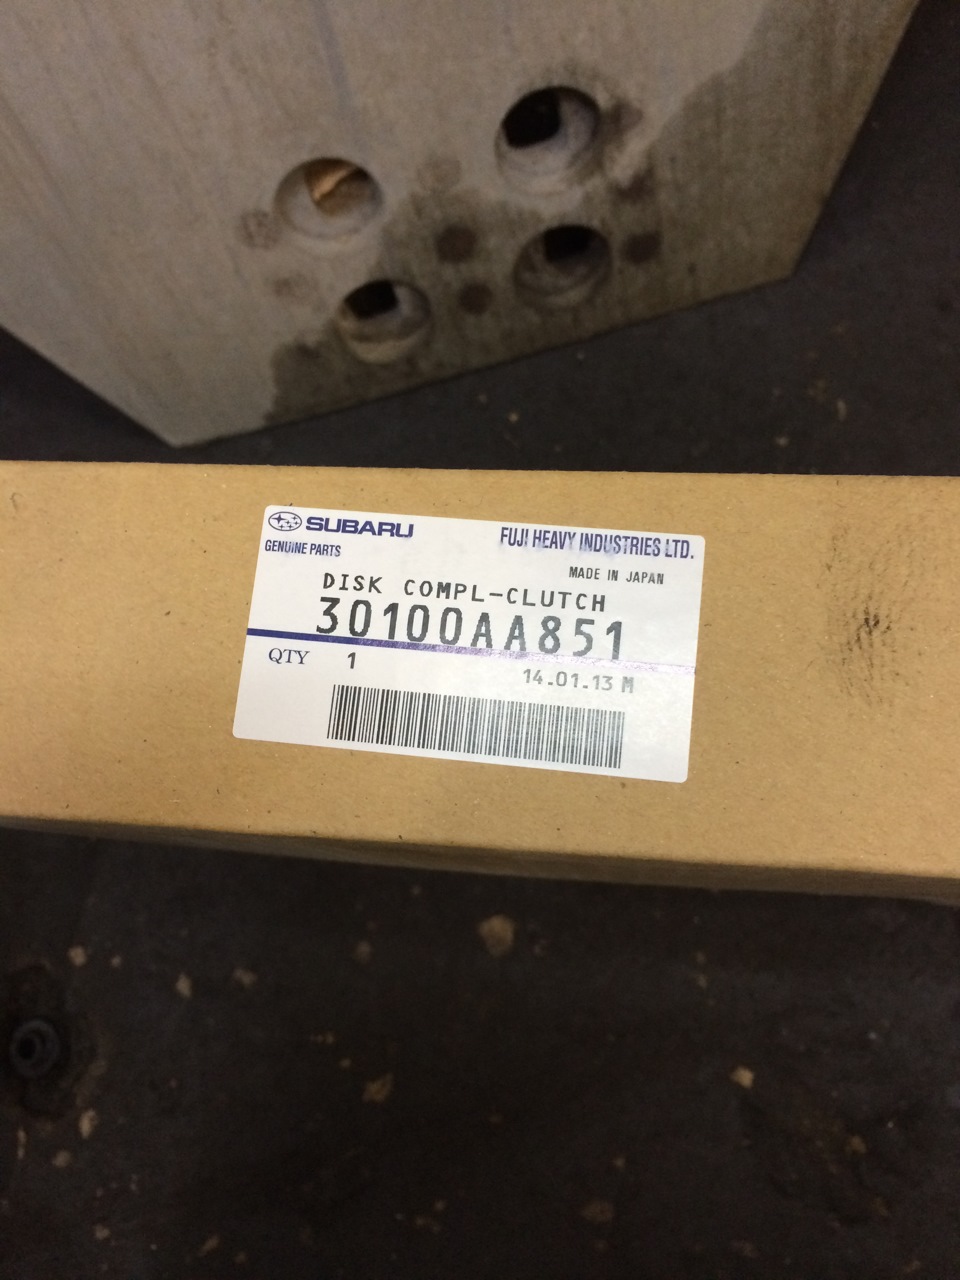 SUBARU
FUJI HEAVY INDUSTRIES LTD.
GENUINE PARTS
MADE IN JAPAN
DISK COMPL-CLUTCH
30100AA851
QTY 1
14.01.13 M